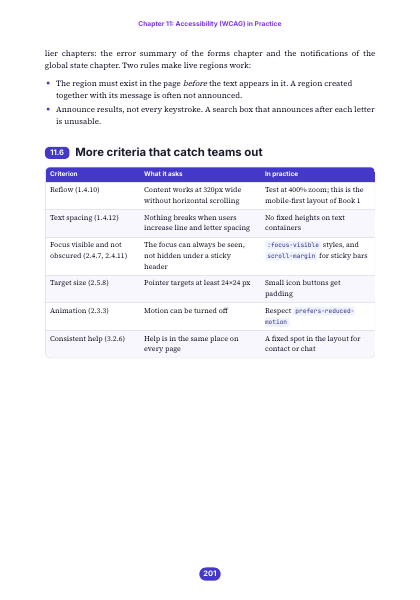 Chapter 11: Accessibility (WCAG) in Practice
lier chapters: the error summary of the forms chapter and the notifications of the
global state chapter. Two rules make live regions work:
• The region must exist in the page before the text appears in it. A region created
together with its message is often not announced.
• Announce results, not every keystroke. A search box that announces after each letter
is unusable.
11.6 More criteria that catch teams out
Criterion What it asks In practice
Reflow (1.4.10) Content works at 320px wide Test at 400% zoom; this is the
without horizontal scrolling mobile-first layout of Book 1
Text spacing (1.4.12) Nothing breaks when users No fixed heights on text
increase line and letter spacing containers
Focus visible and not The focus can always be seen, :focus-visible styles, and
obscured (2.4.7, 2.4.11) not hidden under a sticky scroll-margin for sticky bars
header
Target size (2.5.8) Pointer targets at least 24×24 px Small icon buttons get
padding
Animation (2.3.3) Motion can be turned off Respect prefers-reduced-
motion
Consistent help (3.2.6) Help is in the same place on A fixed spot in the layout for
every page contact or chat
201